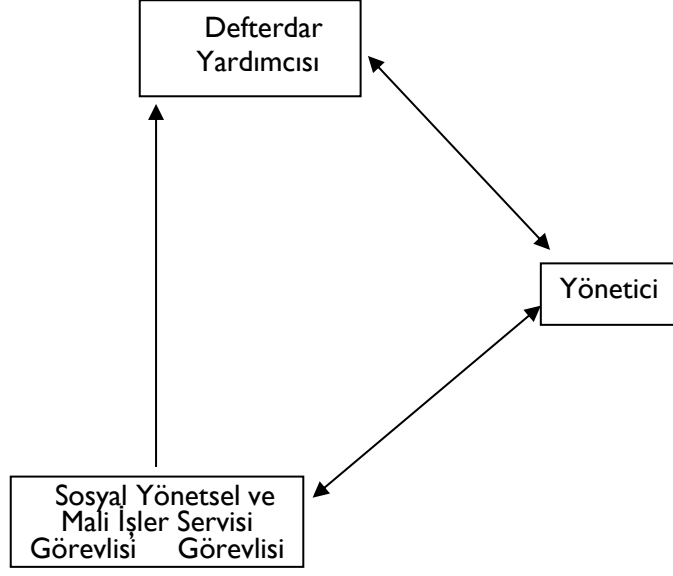 Defterdar
Yardımcısı
Yönetici
Sosyal Yönetsel ve
Mali İşler Servisi
Görevlisi Görevlisi